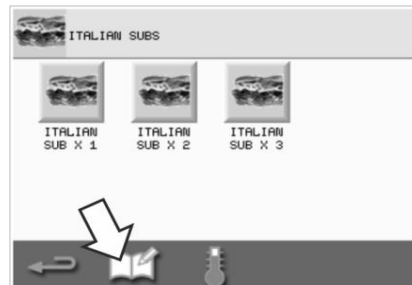 ITALIAN SUBS
ITALIAN
SUB X 1
ITALIAN
SUB X 2
ITALIAN
SUB X 3